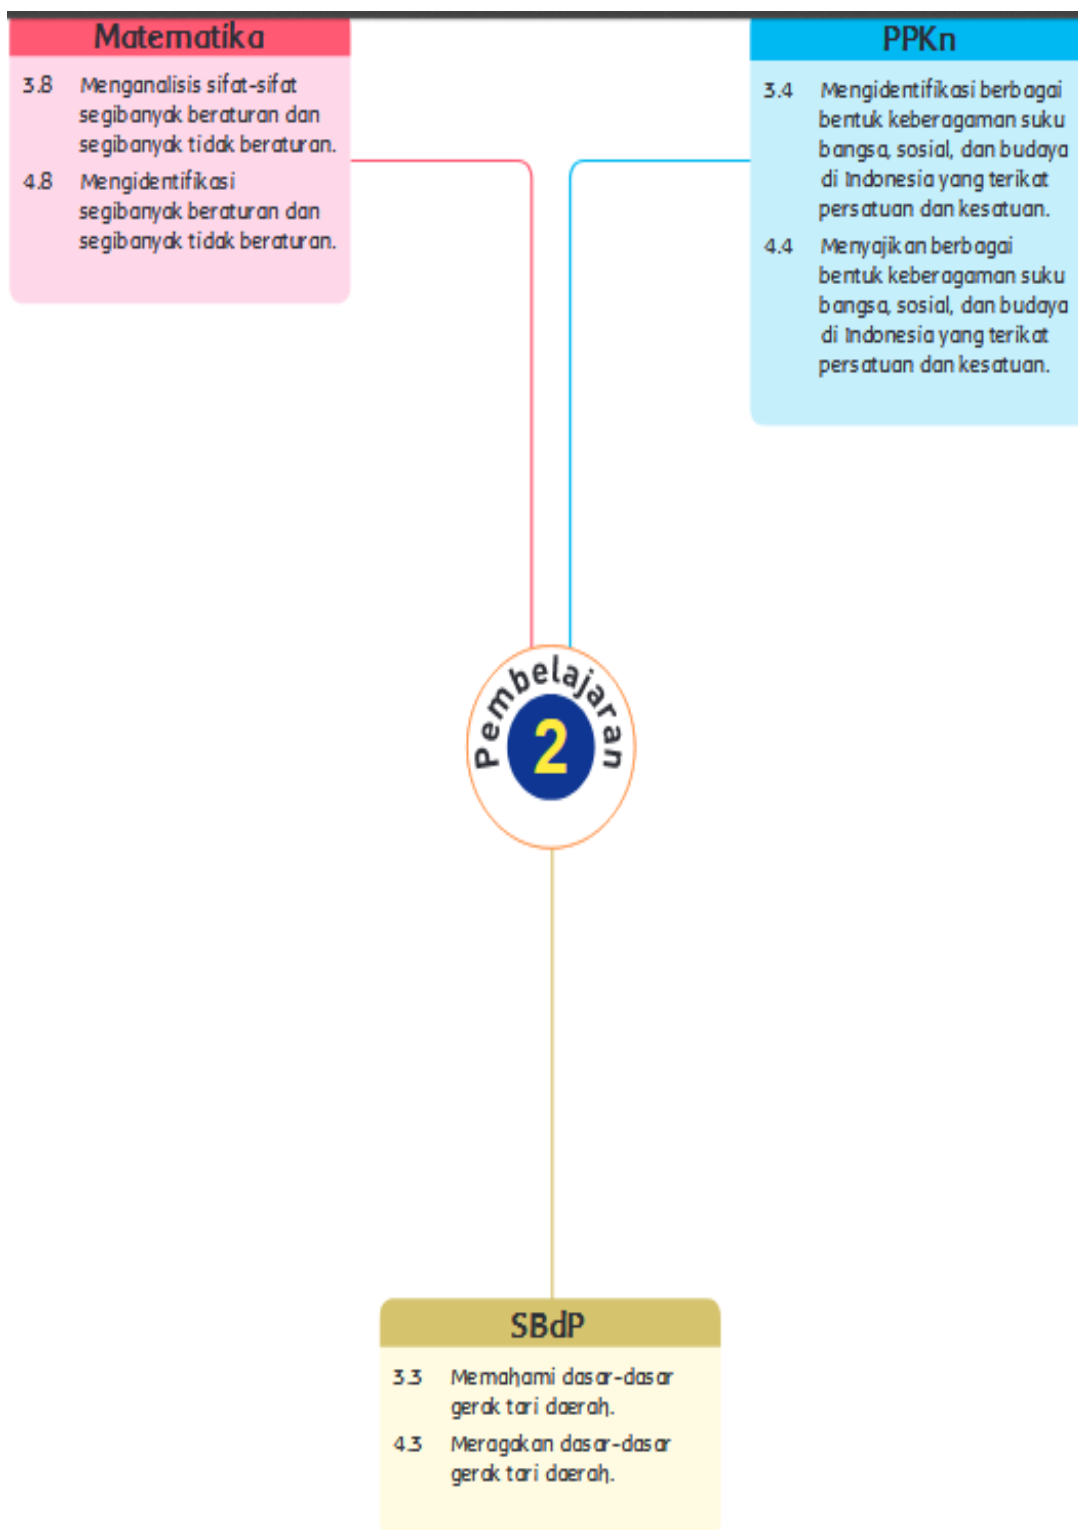 Matematika
3.8 Menganalisis sifat-sifat
segibanyak beraturan dan
segibanyak tidak beraturan.
4.8 Mengidentifikasi
segibanyak beraturan dan
segibanyak tidak beraturan.
PPKn
3.4 Mengidentifikasi berbagai
bentuk keberagaman suku
bangsa, sosial, dan budaya
di Indonesia yang terikat
persatuan dan kesatuan.
4.4 Menyajikan berbagai
bentuk keberagaman suku
bangsa, sosial, dan budaya
di Indonesia yang terikat
persatuan dan kesatuan.
Pembelajaran
2
SBdP
3.3 Memahami dasar-dasar
gerak tari daerah.
4.3 Meragakan dasar-dasar
gerak tari daerah.